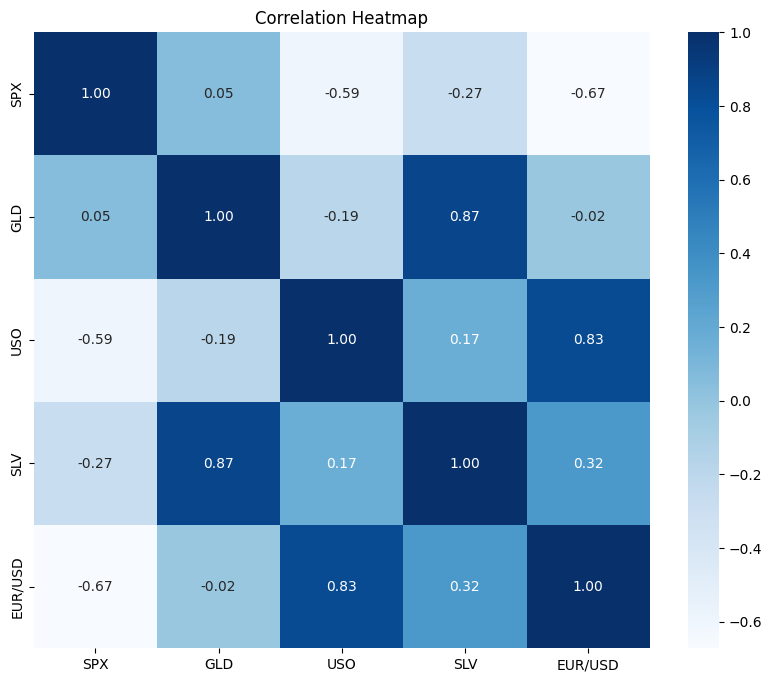 Correlation Heatmap
SPX 1.00 0.05 -0.59 -0.27 -0.67
GLD 0.05 1.00 -0.19 0.87 -0.02
USO -0.59 -0.19 1.00 0.17 0.83
SLV -0.27 0.87 0.17 1.00 0.32
EUR/USD -0.67 -0.02 0.83 0.32 1.00
SPX GLD USO SLV EUR/USD
1.0
0.8
0.6
0.4
0.2
0.0
−0.2
−0.4
−0.6